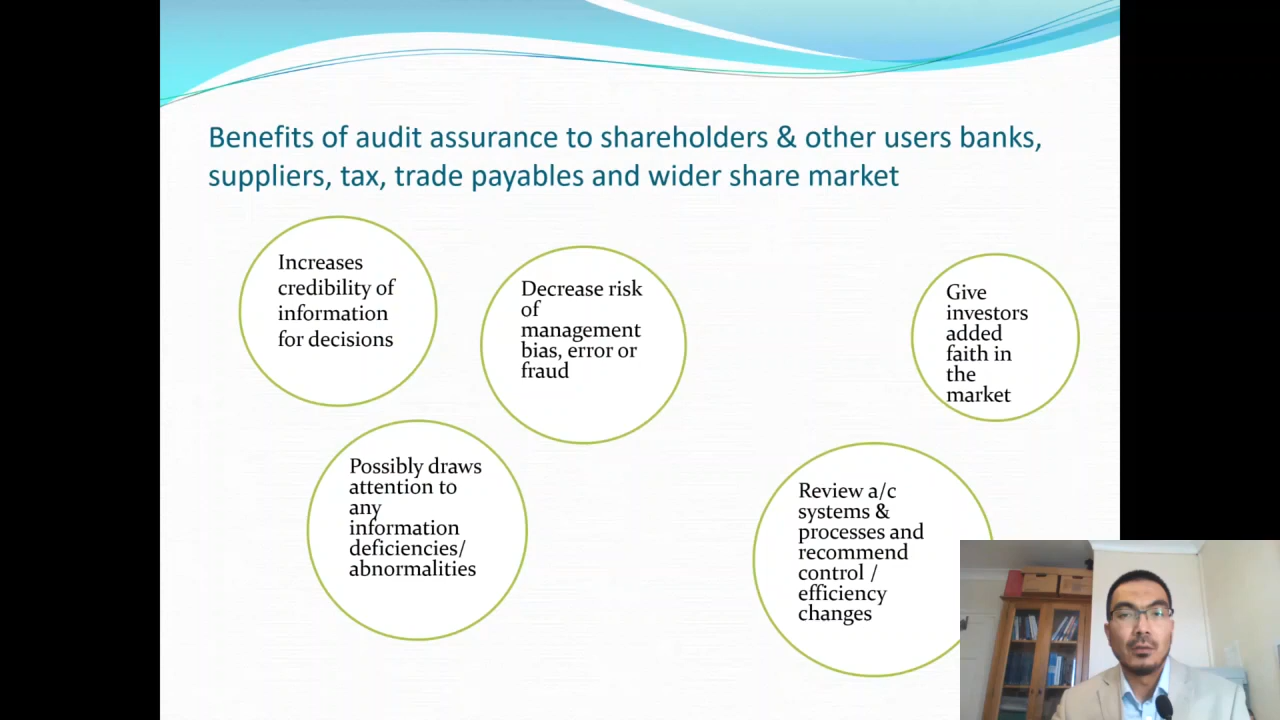 Benefits of audit assurance to shareholders & other users banks,
suppliers, tax, trade payables and wider share market
Increases
credibility of
information
for decisions
Decrease risk
of
management
bias, error or
fraud
Give
investors
added
faith in
the
market
Possibly draws
attention to
any
information
deficiencies/
abnormalities
Review a/c
systems &
processes and
recommend
control /
efficiency
changes